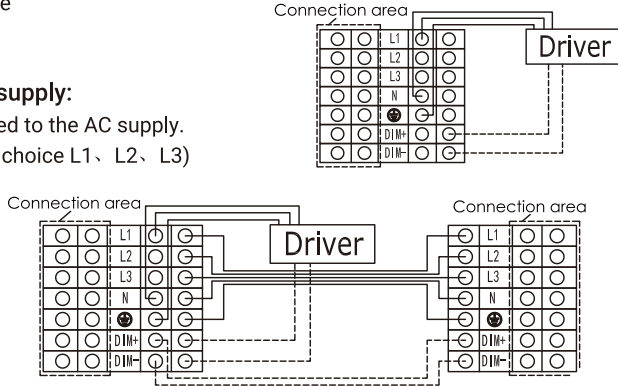 e
Connection area
L1
L2
L3
N
DIM+
DIM-
Driver
supply:
ed to the AC supply.
choice L1、L2、L3)
Connection area
L1
L2
L3
N
DIM+
DIM-
Driver
Connection area
L1
L2
L3
N
DIM+
DIM-